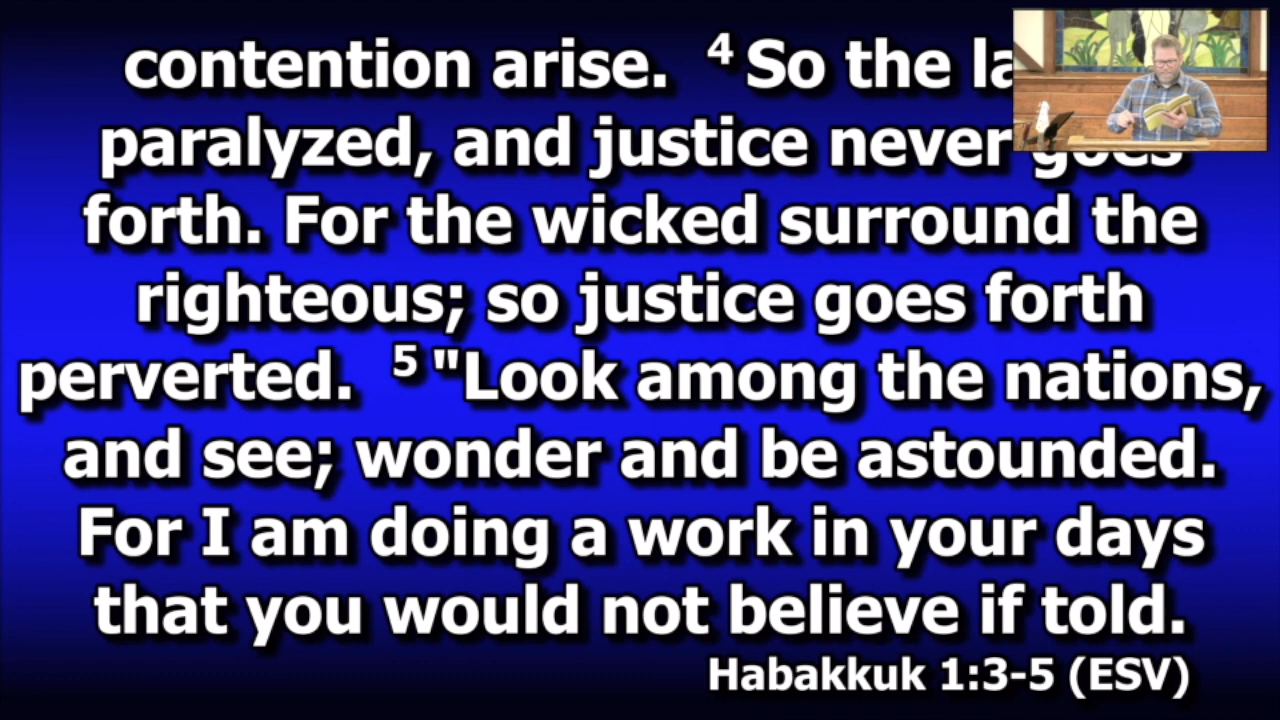 contention arise. ⁴ So the la
paralyzed, and justice never goes
forth. For the wicked surround the
righteous; so justice goes forth
perverted. ⁵ "Look among the nations,
and see; wonder and be astounded.
For I am doing a work in your days
that you would not believe if told.
Habakkuk 1:3-5 (ESV)